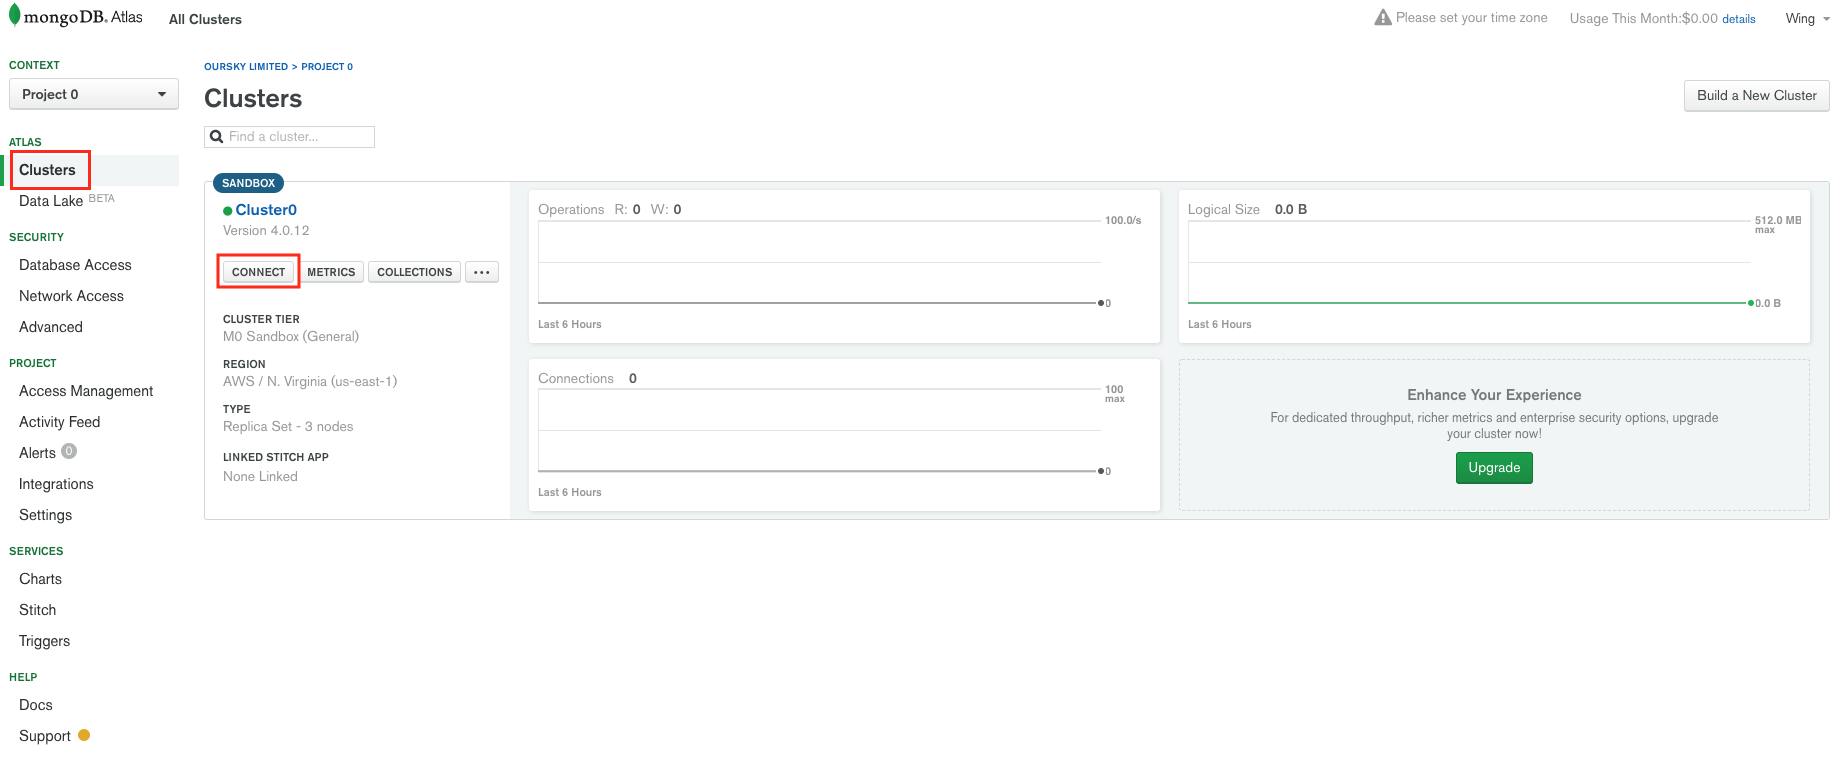 mongoDB. Atlas
All Clusters
Please set your time zone
Usage This Month:$0.00 details
Wing
CONTEXT
Project 0
ATLAS
Clusters
Data Lake BETA
SECURITY
Database Access
Network Access
Advanced
PROJECT
Access Management
Activity Feed
Alerts 0
Integrations
Settings
SERVICES
Charts
Stitch
Triggers
HELP
Docs
Support
OURSKY LIMITED > PROJECT 0
Clusters
Build a New Cluster
Find a cluster...
SANDBOX
Cluster0
Version 4.0.12
CONNECT METRICS COLLECTIONS ...
CLUSTER TIER
M0 Sandbox (General)
REGION
AWS / N. Virginia (us-east-1)
TYPE
Replica Set - 3 nodes
LINKED STITCH APP
None Linked
Operations R: 0 W: 0
100.0/s
0
Last 6 Hours
Logical Size 0.0 B
512.0 MB
max
0.0 B
Last 6 Hours
Connections 0
100
max
0
Last 6 Hours
Enhance Your Experience
For dedicated throughput, richer metrics and enterprise security options, upgrade
your cluster now!
Upgrade